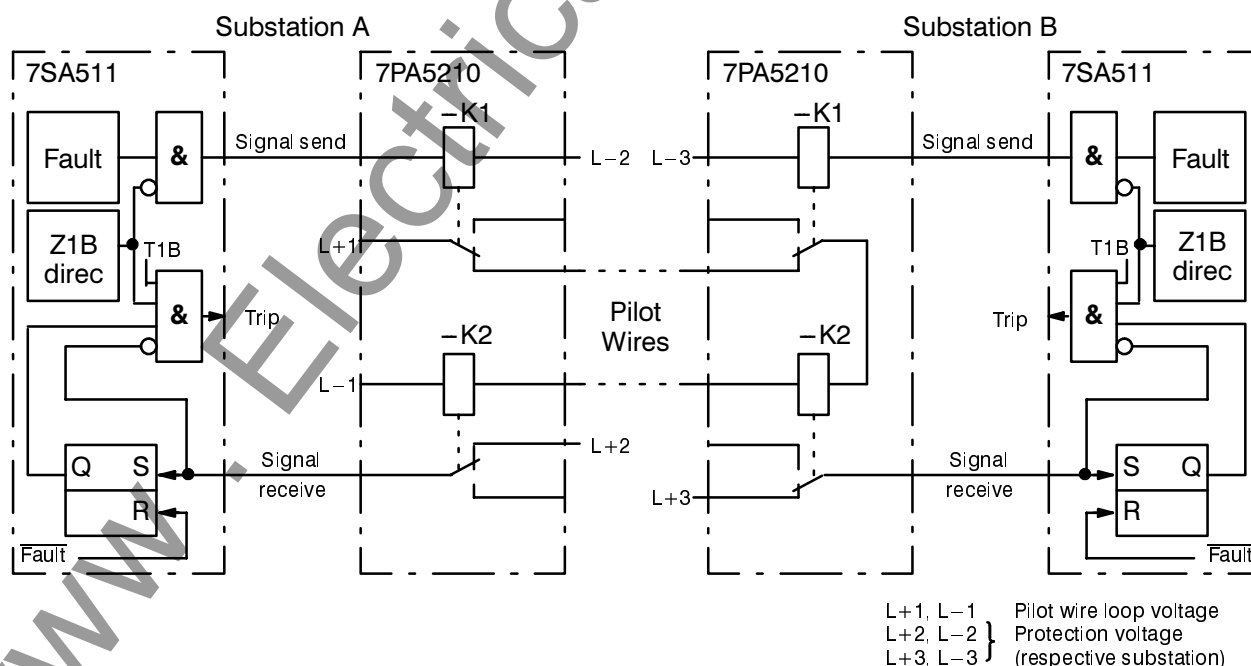 Substation A
Substation B
7SA511
7PA5210
7PA5210
7SA511
Fault
&
Signal send
−K1
L−2
L−3
−K1
Signal send
&
Fault
Z1B
direc
T1B
L+1
T1B
Z1B
direc
&
Trip
Pilot
Wires
Trip
&
−K2
−K2
L−1
Q
S
R
Signal
receive
L+2
L+3
Signal
receive
S
Q
R
Fault
Fault
L+1, L−1 Pilot wire loop voltage
L+2, L−2 } Protection voltage
L+3, L−3 (respective substation)
www . Electrica